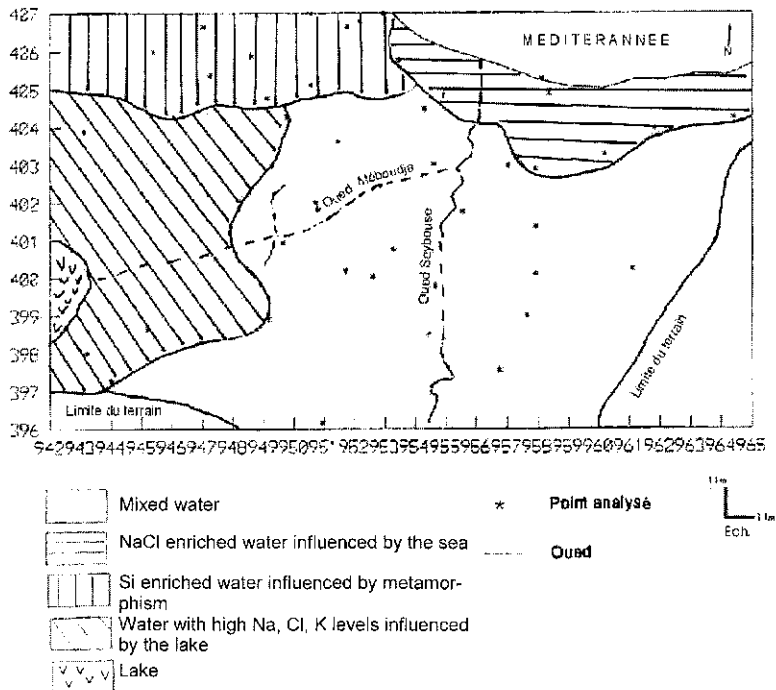 427
426
425
424
403
402
401
400
399
398
397
396
MEDITERANNEE
N
Oued Méboudja
Oued Seybouse
Limite du terrain
Limite du terrain
Mixed water
NaCl enriched water influenced by the sea
Si enriched water influenced by metamor-
phism
Water with high Na, Cl, K levels influenced
by the lake
Lake
* Point analysé
Oued
Ech.